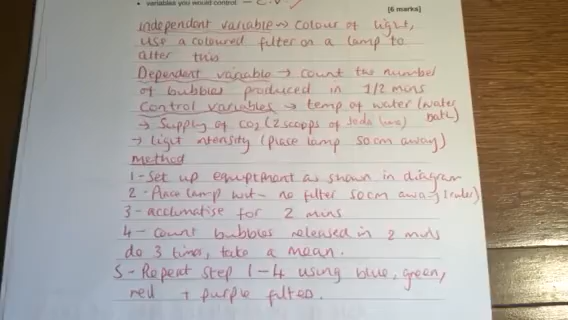 • variables you would control
[6 marks]
independent variable → colour of light,
use a coloured filter on a lamp to
alter this
Dependent variable → count the number
of bubbles produced in 1/2 mins
Control variables → temp of water (water bath)
→ Supply of CO2 (2 scoops of)
→ Light intensity (place lamp 50cm away)
Method
1 - Set up equiptment as shown in diagram
2 - Place lamp with no filter 50cm away (ruler)
3 - acclimatise for 2 mins
4 - Count bubbles released in 2 mins
do 3 times, take a mean.
5 - Repeat step 1-4 using blue, green,
red + purple filter.